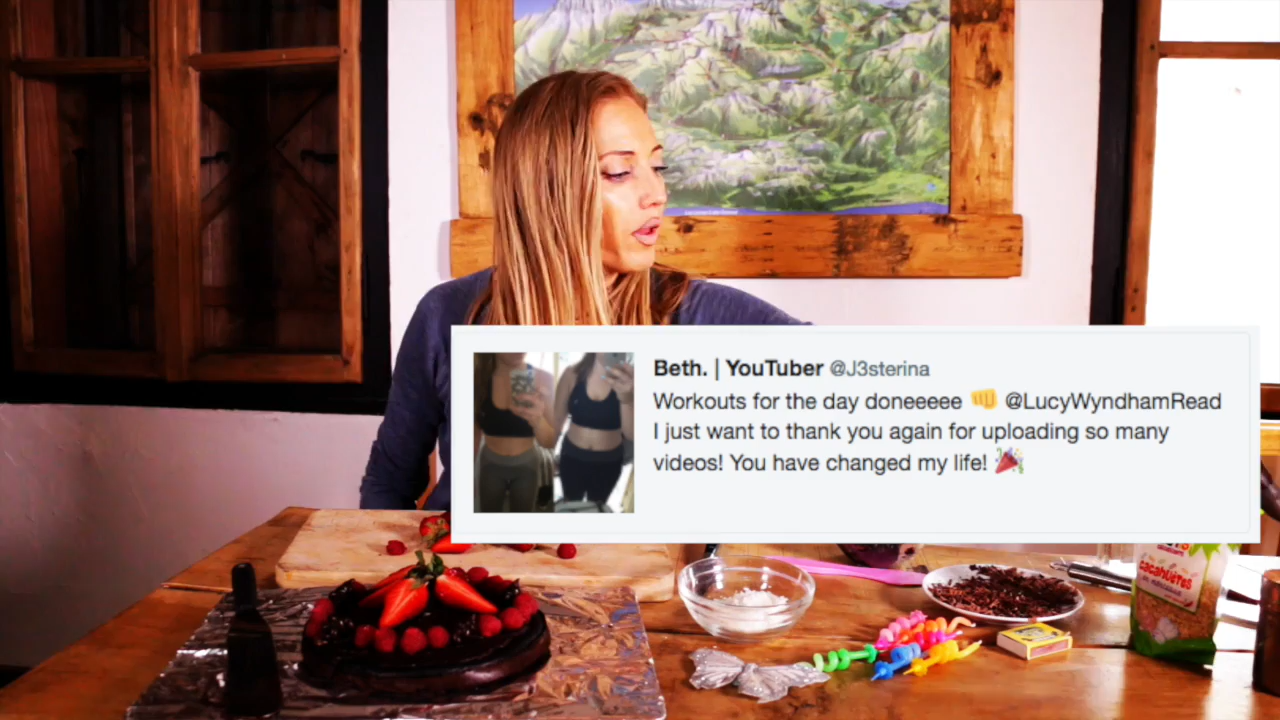 Beth. | YouTuber @J3sterina
Workouts for the day doneeeee 👊 @LucyWyndhamRead
I just want to thank you again for uploading so many
videos! You have changed my life! 🎉
cacahuetes